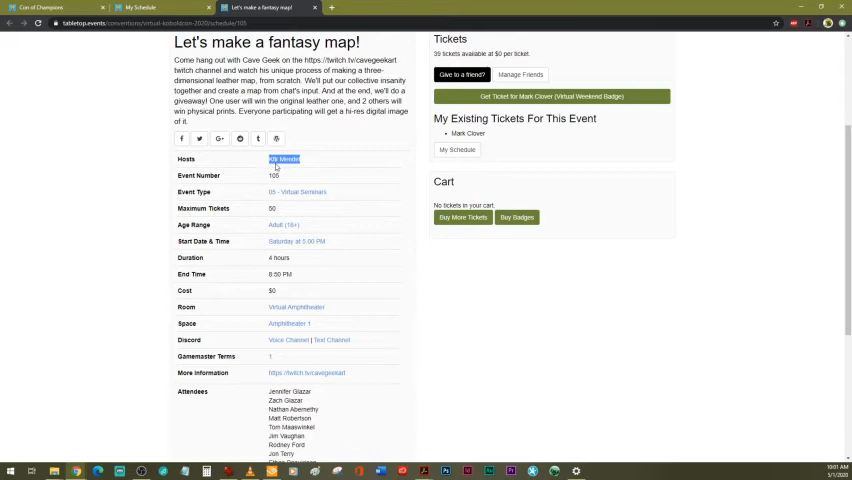 Con of Champions
My Schedule
Let's make a fantasy map!
tabletop.events/conventions/virtual-koboldcon-2020/schedule/105
Let's make a fantasy map!
Come hang out with Cave Geek on the https://twitch.tv/cavegeekart
twitch channel and watch his unique process of making a three-
dimensional leather map, from scratch. We'll put our collective insanity
together and create a map from chat's input. And at the end, we'll do a
giveaway! One user will win the original leather one, and 2 others will
win physical prints. Everyone participating will get a hi-res digital image
of it.
Hosts Mendel
Event Number 105
Event Type 05 - Virtual Seminars
Maximum Tickets 50
Age Range Adult (18+)
Start Date & Time Saturday at 5:00 PM
Duration 4 hours
End Time 8:50 PM
Cost $0
Room Virtual Amphitheater
Space Amphitheater 1
Discord Voice Channel | Text Channel
Gamemaster Terms 1
More Information https://twitch.tv/cavegeekart
Attendees Jennifer Glazar
Zach Glazar
Nathan Abernethy
Matt Robertson
Tom Maaswinkel
Jim Vaughan
Rodney Ford
Jon Terry
Tickets
39 tickets available at $0 per ticket.
Give to a friend? Manage Friends
Get Ticket for Mark Clover (Virtual Weekend Badge)
My Existing Tickets For This Event
Mark Clover
My Schedule
Cart
No tickets in your cart.
Buy More Tickets Buy Badges
10:01 AM
5/1/2020